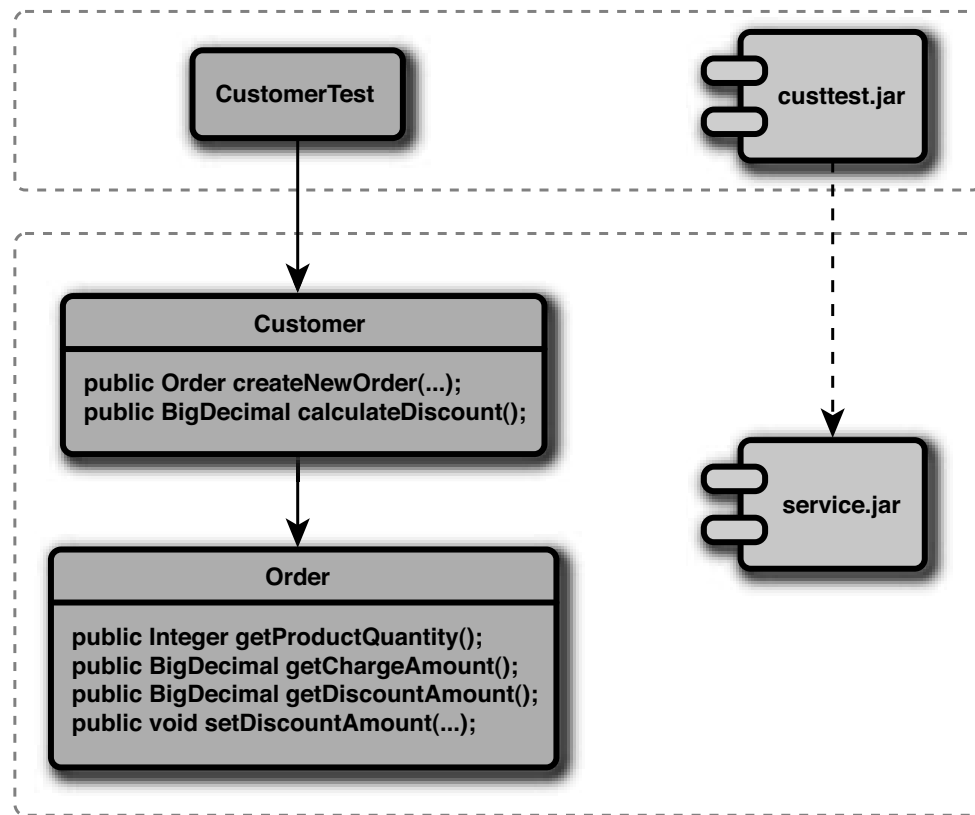 CustomerTest
custtest.jar
Customer
public Order createNewOrder(...);
public BigDecimal calculateDiscount();
service.jar
Order
public Integer getProductQuantity();
public BigDecimal getChargeAmount();
public BigDecimal getDiscountAmount();
public void setDiscountAmount(...);